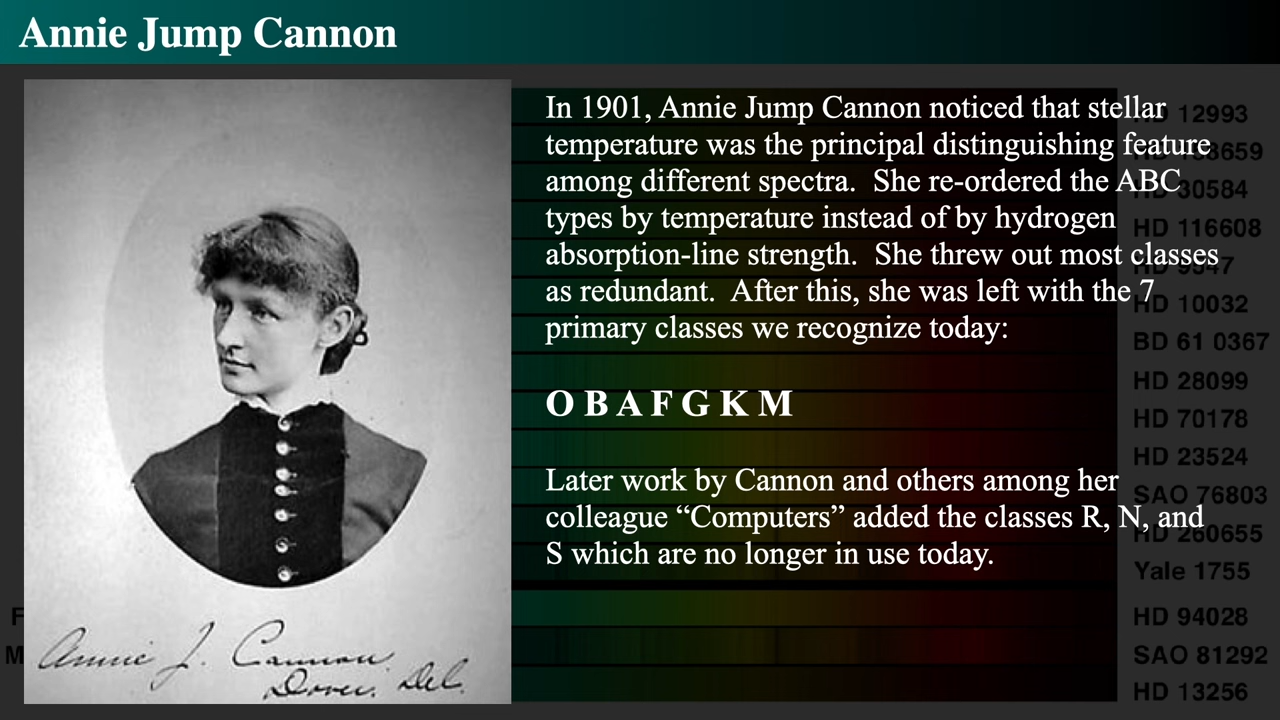 Annie Jump Cannon
In 1901, Annie Jump Cannon noticed that stellar
temperature was the principal distinguishing feature
among different spectra.  She re-ordered the ABC
types by temperature instead of by hydrogen
absorption-line strength.  She threw out most classes
as redundant.  After this, she was left with the 7
primary classes we recognize today:
O B A F G K M
Later work by Cannon and others among her
colleague “Computers” added the classes R, N, and
S which are no longer in use today.
Annie J. Cannon
Dover. Del.
12993
659
30584
HD 116608
HD 10032
BD 61 0367
HD 28099
HD 70178
HD 23524
SAO 76803
HD 260655
Yale 1755
HD 94028
SAO 81292
HD 13256
F
M